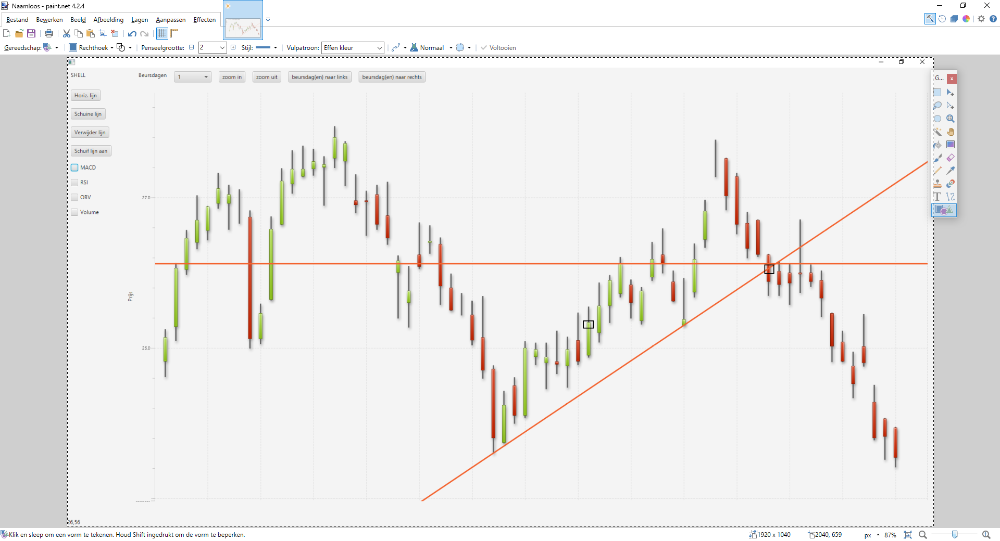 Naamloos - paint.net 4.2.4
Bestand Bewerken Beeld Afbeelding Lagen Aanpassen Effecten
Gereedschap: Rechthoek Penseelgrootte: 2 Stijl: Vulpatroon: Effen kleur Normaal Voltooien
SHELL Beursdagen 1 zoom in zoom uit beursdag(en) naar links beursdag(en) naar rechts
G... x
Horiz. lijn
Schuine lijn
Verwijder lijn
Schuif lijn aan
MACD
RSI
OBV
Volume
27.0
Prijs
26.0
26,56
Klik en sleep om een vorm te tekenen. Houd Shift ingedrukt om de vorm te beperken. 1920 x 1040 2040, 659 px 87%